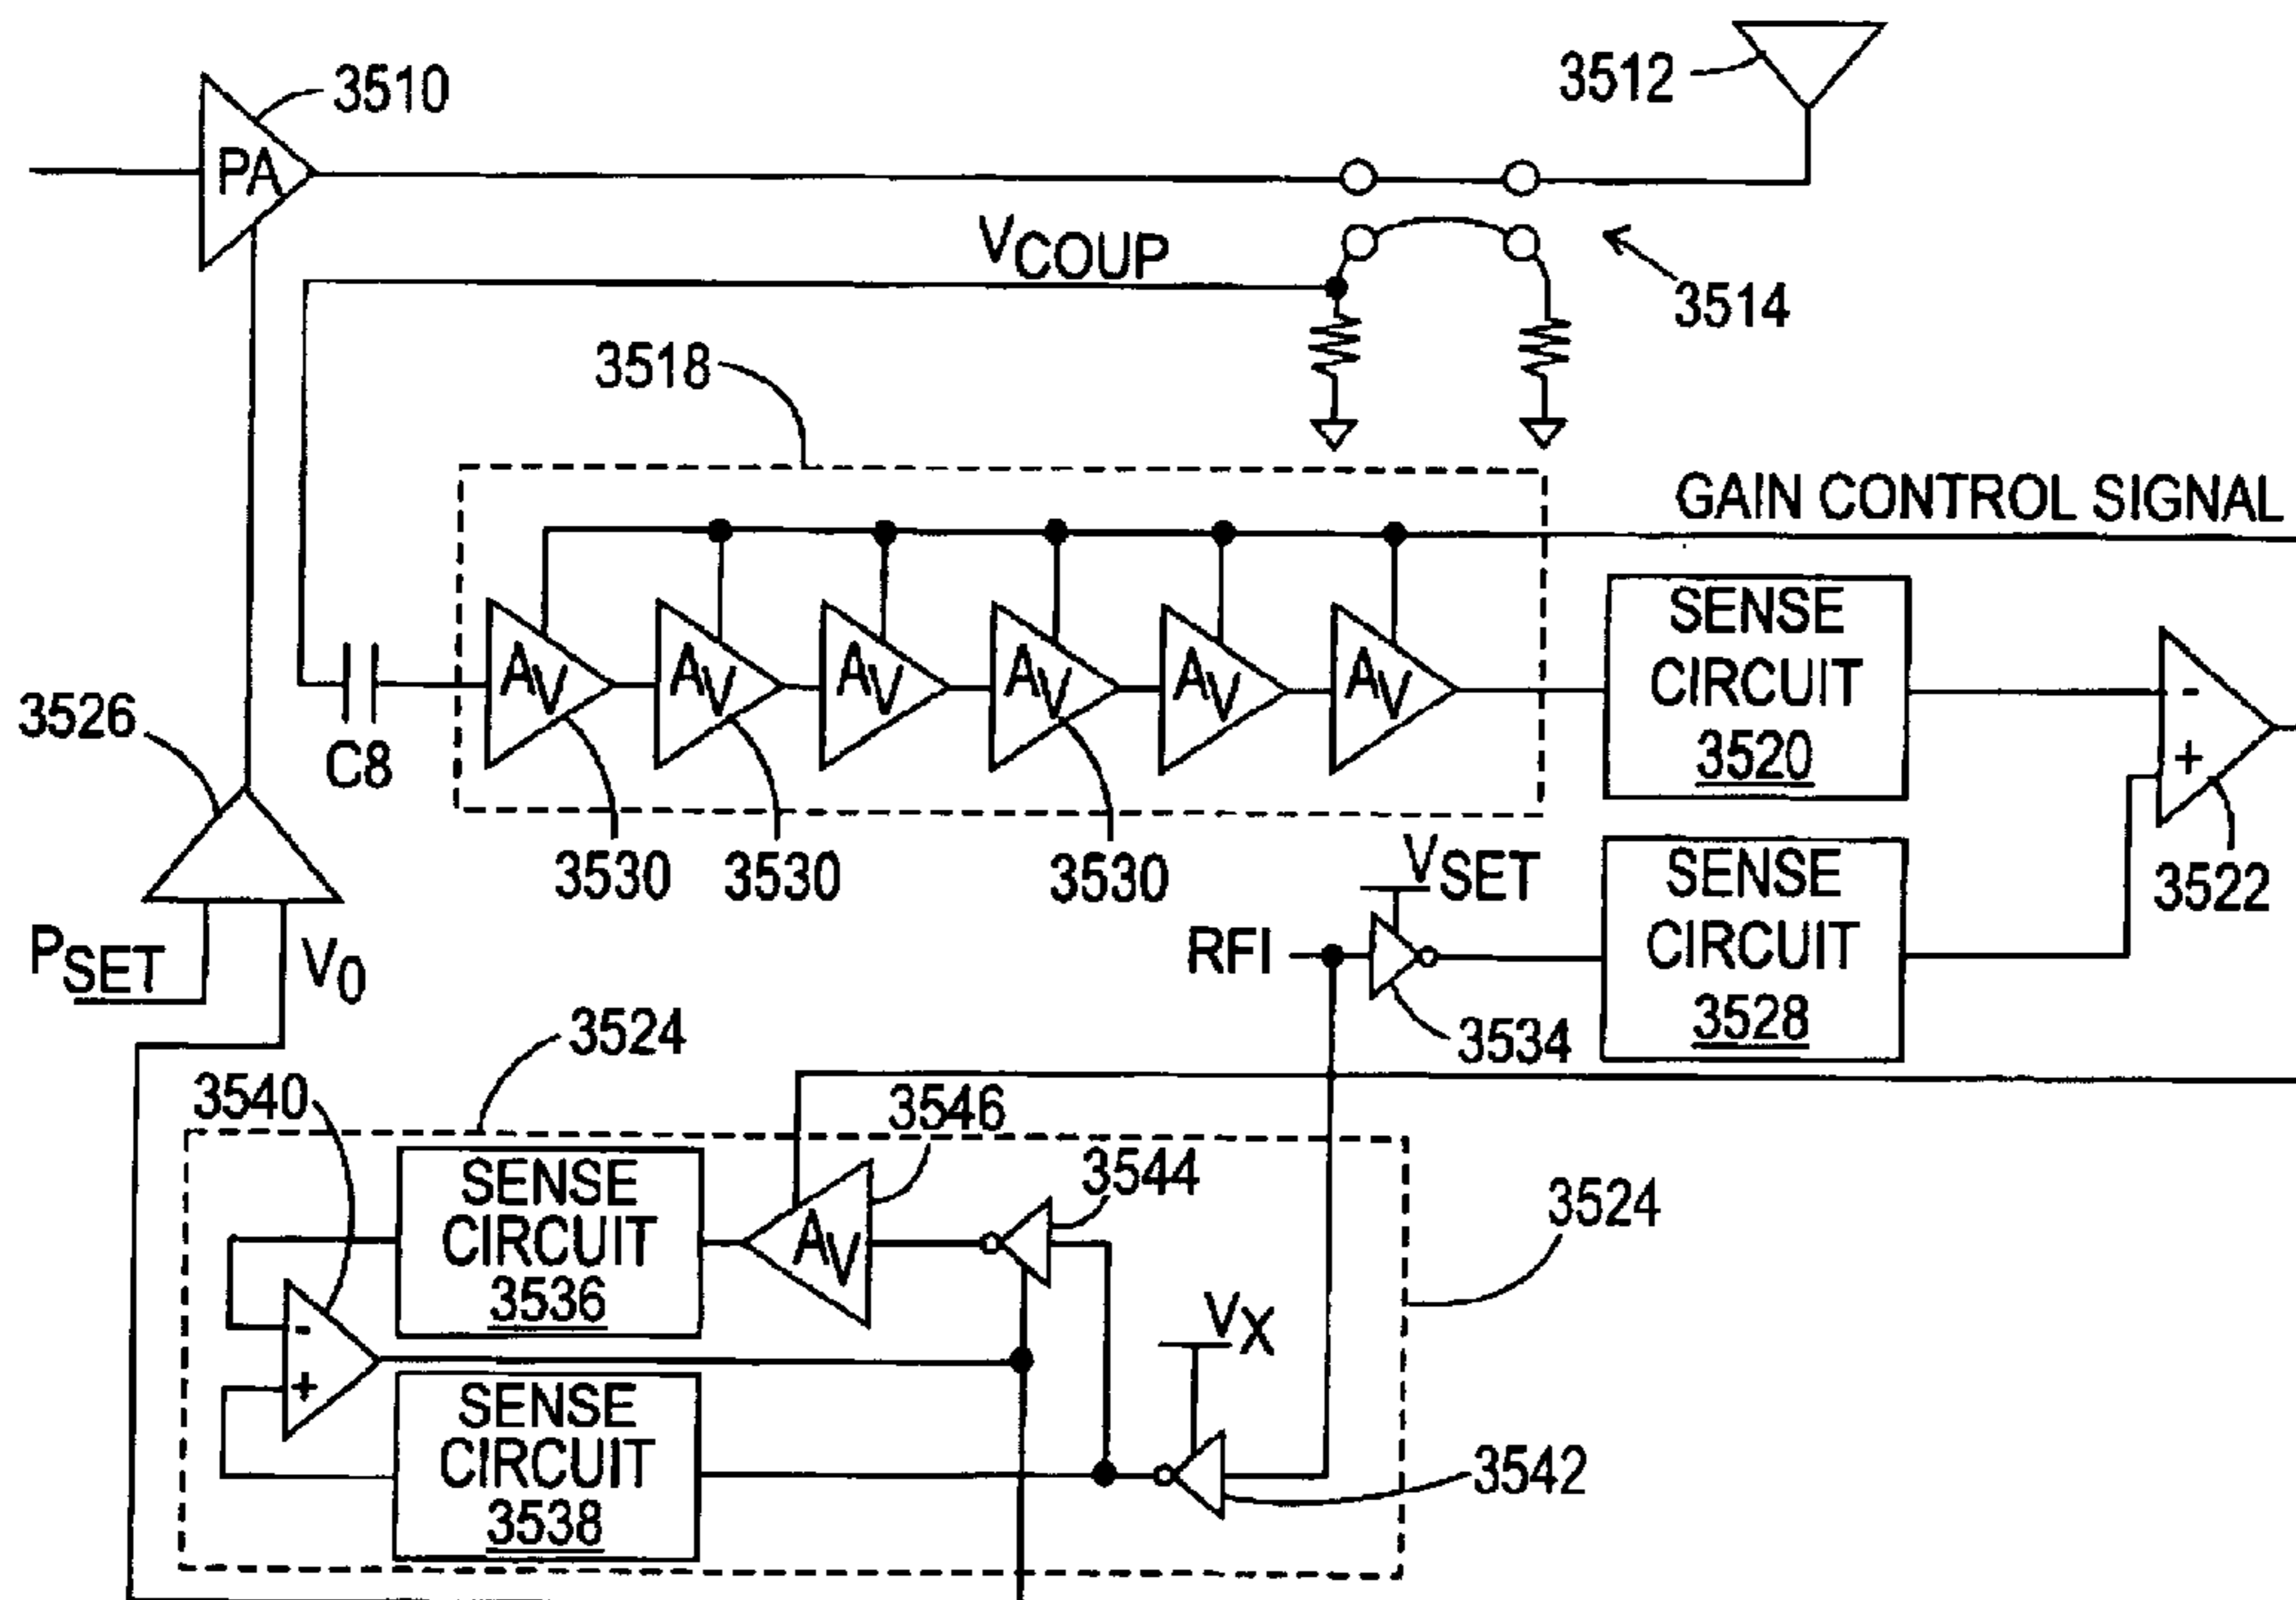 3510
3512
PA
VCOUP
3514
3518
GAIN CONTROL SIGNAL
AV
AV
AV
AV
AV
AV
SENSE
CIRCUIT
3520
-
+
3526
C8
3530
3530
3530
3522
VSET
RFI
SENSE
CIRCUIT
3528
3534
PSET
V0
3524
3540
3546
3544
SENSE
CIRCUIT
3536
AV
3524
-
+
VX
SENSE
CIRCUIT
3538
3542